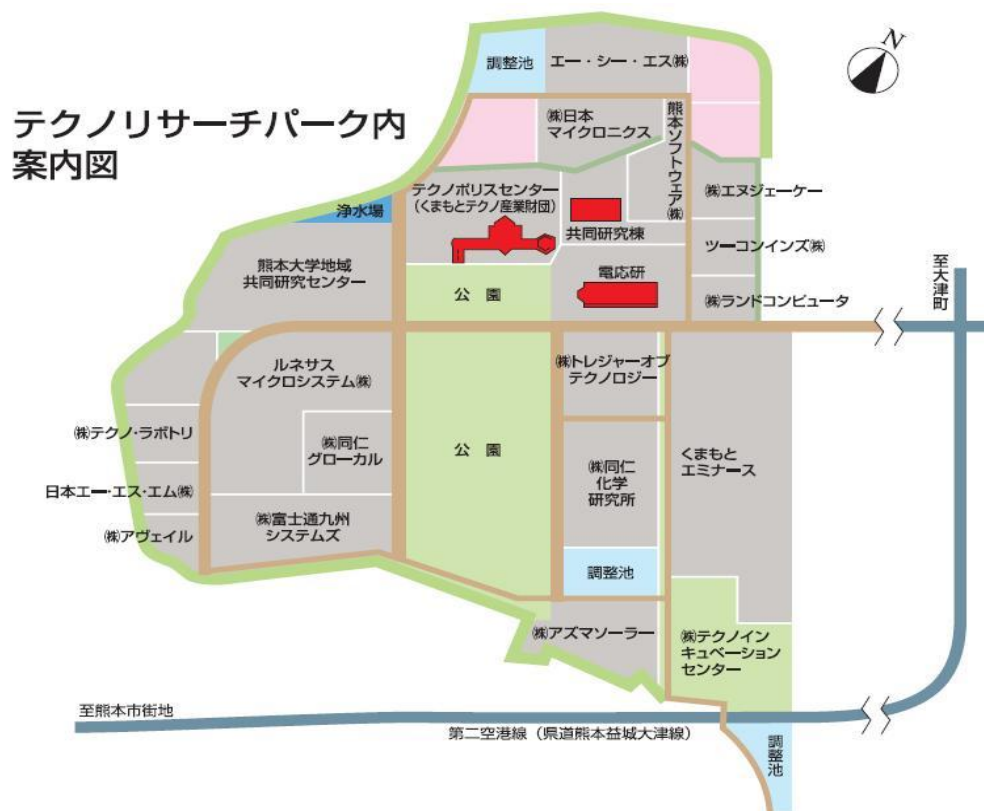 テクノリサーチパーク内
案内図
N
調整池
エー・シー・エス㈱
㈱日本
マイクロニクス
熊本ソフトウェア㈱
テクノポリスセンター
（くまもとテクノ産業財団）
共同研究棟
㈱エヌジェーケー
浄水場
ツーコンインズ㈱
熊本大学地域
共同研究センター
公　園
電応研
㈱ランドコンピュータ
至大津町
ルネサス
マイクロシステム㈱
㈱トレジャーオブ
テクノロジー
㈱テクノ・ラボトリ
㈱同仁
グローカル
公　園
㈱同仁
化学
研究所
くまもと
エミナース
日本エー・エス・エム㈱
㈱アヴェイル
㈱富士通九州
システムズ
調整池
㈱アズマソーラー
㈱テクノイン
キュベーション
センター
至熊本市街地
第二空港線（県道熊本益城大津線）
調整池